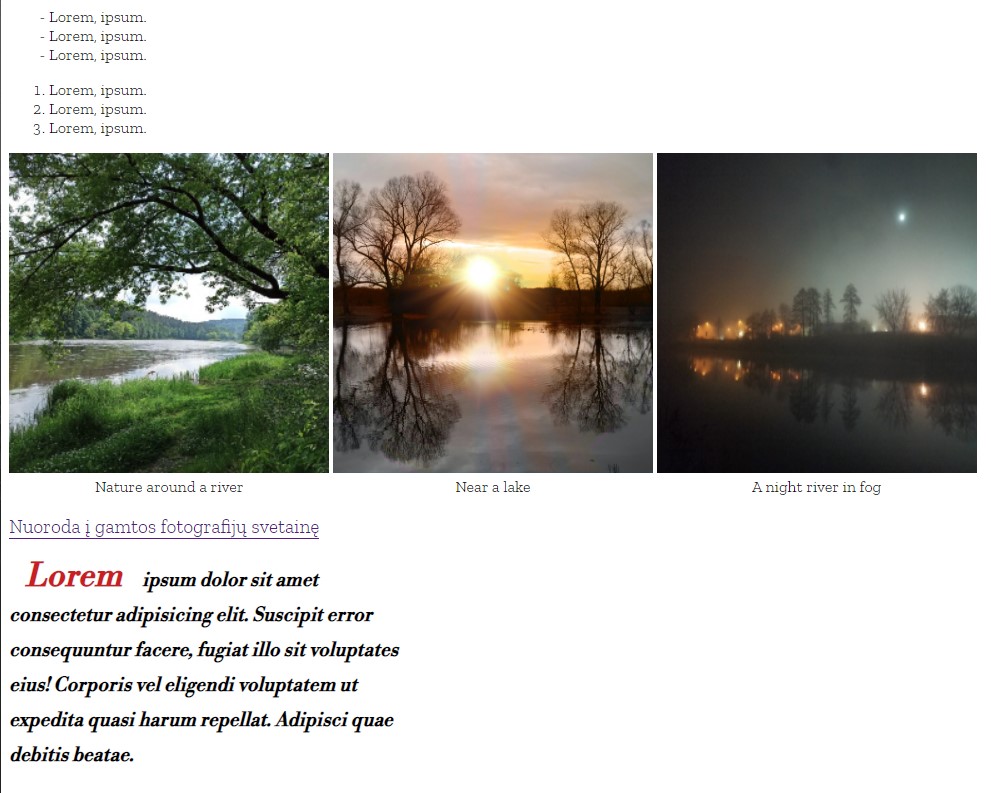 - Lorem, ipsum.
- Lorem, ipsum.
- Lorem, ipsum.
1. Lorem, ipsum.
2. Lorem, ipsum.
3. Lorem, ipsum.
Nature around a river
Near a lake
A night river in fog
Nuoroda į gamtos fotografijų svetainę
Lorem ipsum dolor sit amet
consectetur adipisicing elit. Suscipit error
consequuntur facere, fugiat illo sit voluptates
eius! Corporis vel eligendi voluptatem ut
expedita quasi harum repellat. Adipisci quae
debitis beatae.